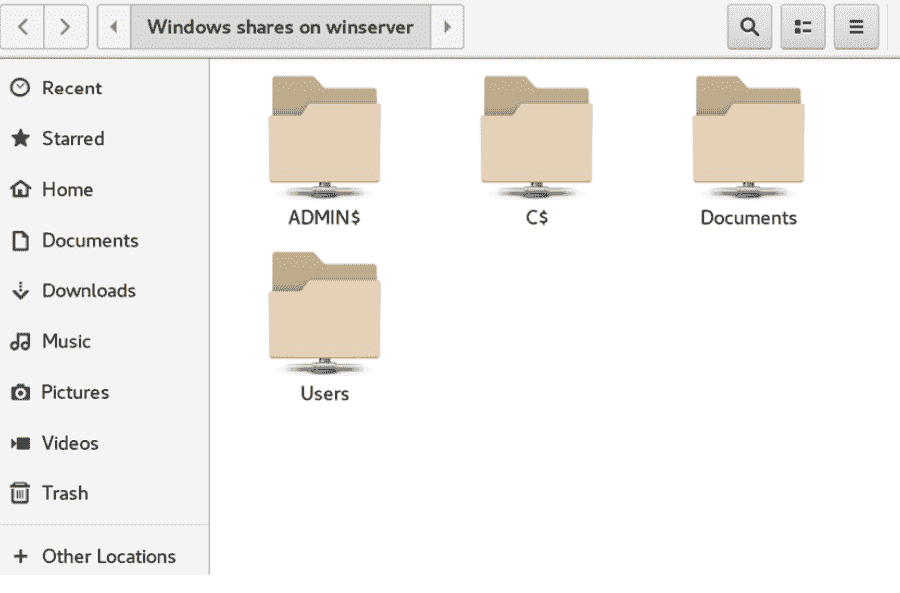 Windows shares on winserver
Recent
Starred
Home
Documents
Downloads
Music
Pictures
Videos
Trash
Other Locations
ADMIN$
C$
Documents
Users